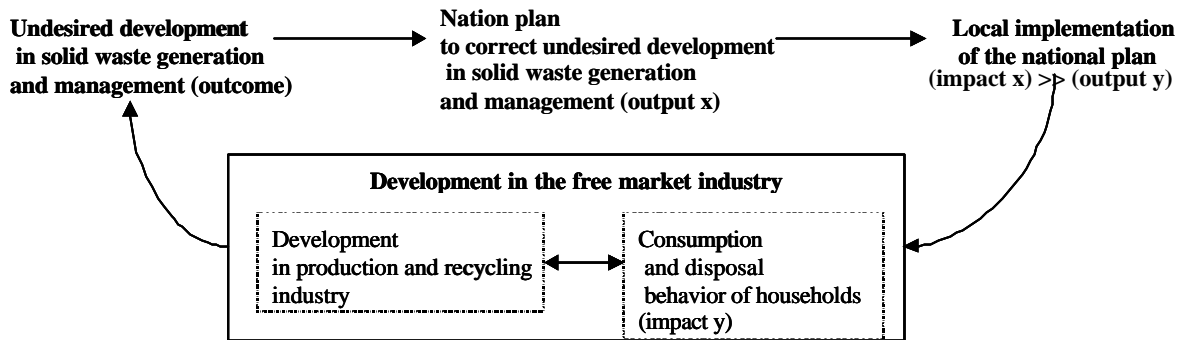 Undesired development
in solid waste generation
and management (outcome)
Nation plan
to correct undesired development
in solid waste generation
and management (output x)
Local implementation
of the national plan
(impact x) >> (output y)
Development in the free market industry
Development
in production and recycling
industry
Consumption
and disposal
behavior of households
(impact y)